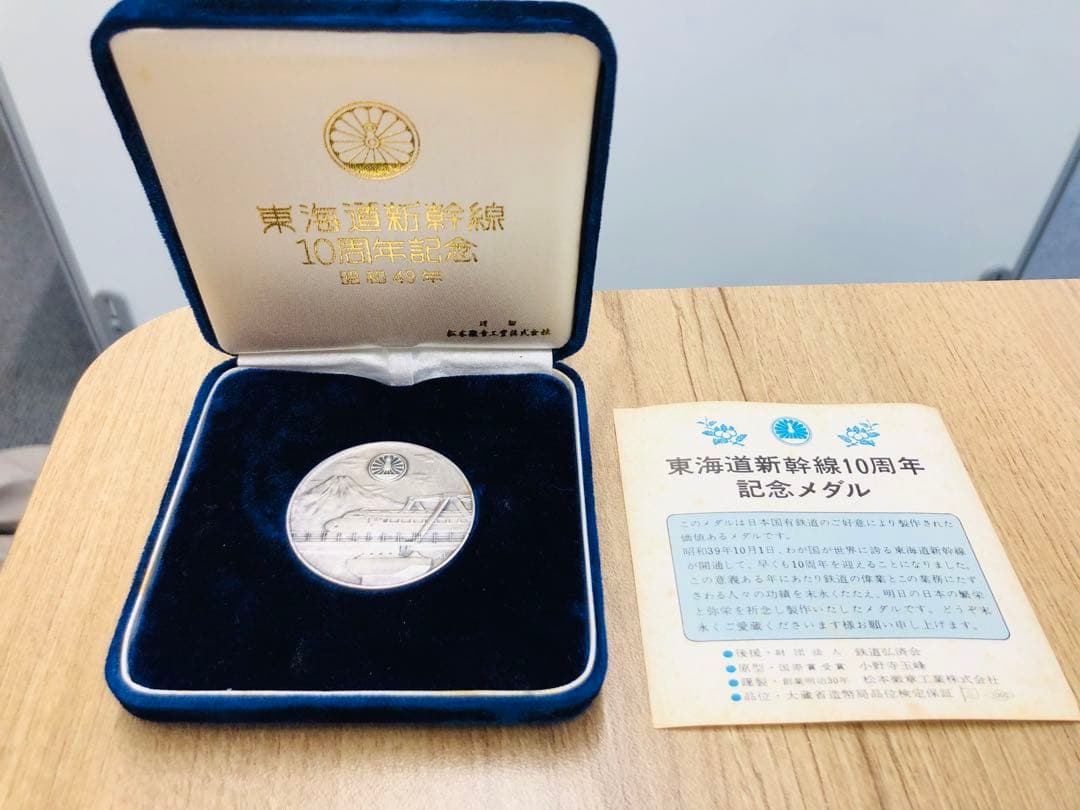 東海道新幹線
10周年記念
昭和49年
謹製
松本徽章工業株式会社
東海道新幹線10周年
記念メダル
このメダルは日本国有鉄道のご好意により製作された
価値あるメダルです。
昭和39年10月1日、わが国が世界に誇る東海道新幹線
が開通して、早くも10周年を迎えることになりました。
この意義ある年にあたり鉄道の偉業とこの業務にたず
さわる人々の功績を末永くたたえ、明日の日本の繁栄
と弥栄を祈念し製作いたしたメダルです。どうぞ末
永くご愛蔵くださいます様お願い申し上げます。
●後援・財団法人 鉄道弘済会
●原型・国際賞受賞 小野寺玉峰
●謹製・創業明治30年 松本徽章工業株式会社
●品位・大蔵省造幣局品位検定保証